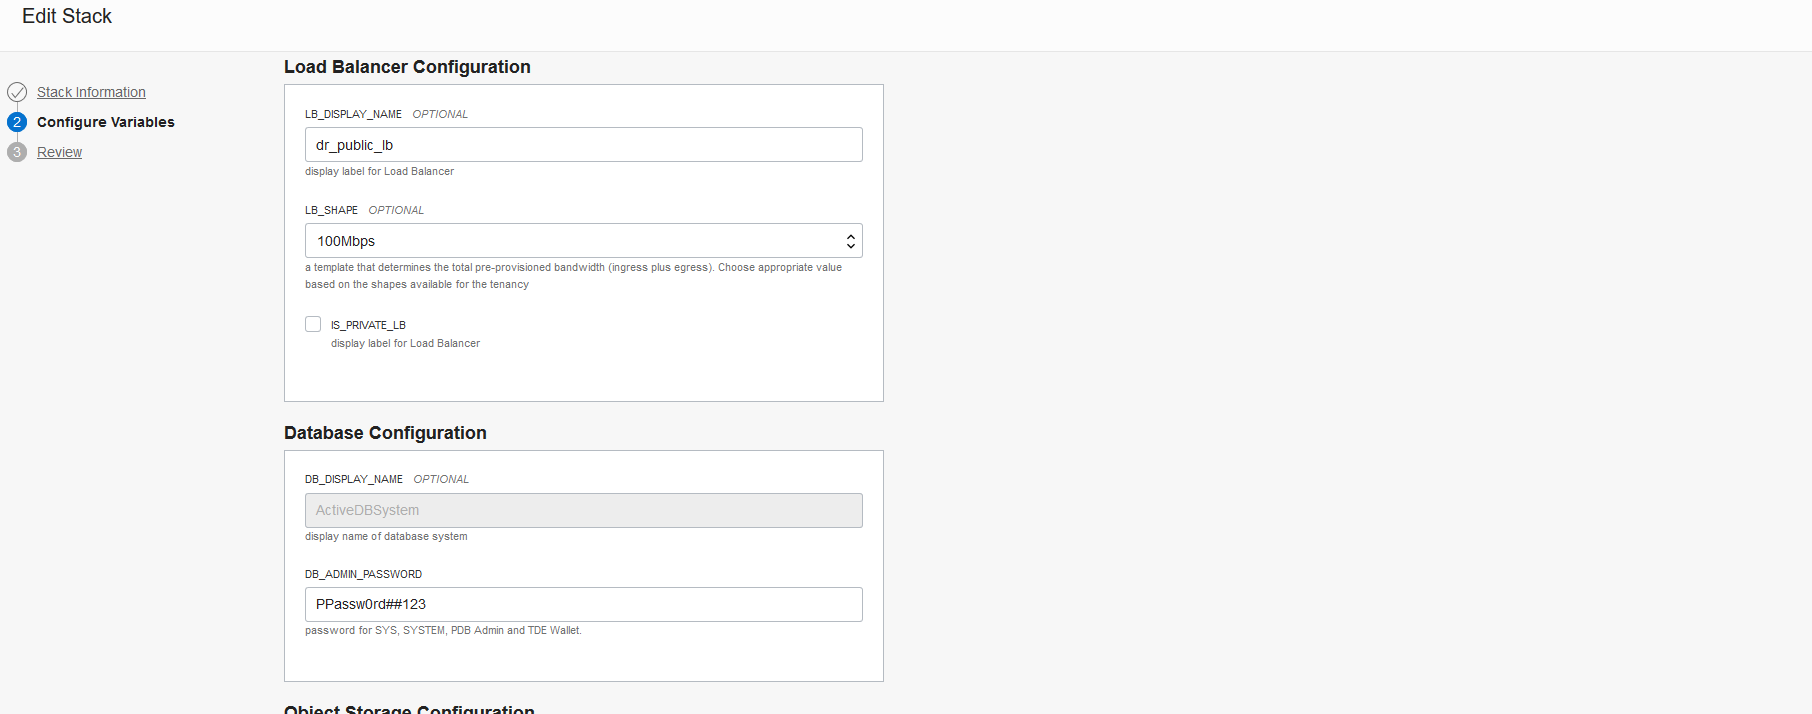 Edit Stack
Stack Information
2 Configure Variables
3 Review
Load Balancer Configuration
LB_DISPLAY_NAME OPTIONAL
dr_public_lb
display label for Load Balancer
LB_SHAPE OPTIONAL
100Mbps
a template that determines the total pre-provisioned bandwidth (ingress plus egress). Choose appropriate value
based on the shapes available for the tenancy
IS_PRIVATE_LB
display label for Load Balancer
Database Configuration
DB_DISPLAY_NAME OPTIONAL
ActiveDBSystem
display name of database system
DB_ADMIN_PASSWORD
PPassw0rd##123
password for SYS, SYSTEM, PDB Admin and TDE Wallet.
Object Storage Configuration